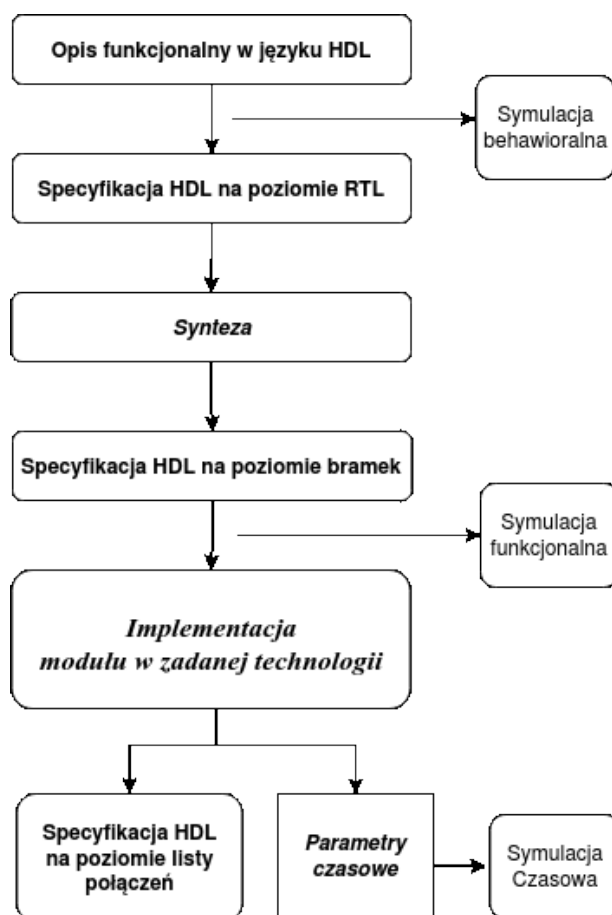 Opis funkcjonalny w języku HDL
Symulacja
behawioralna
Specyfikacja HDL na poziomie RTL
Synteza
Specyfikacja HDL na poziomie bramek
Symulacja
funkcjonalna
Implementacja
modułu w zadanej technologii
Specyfikacja HDL
na poziomie listy
połączeń
Parametry
czasowe
Symulacja
Czasowa